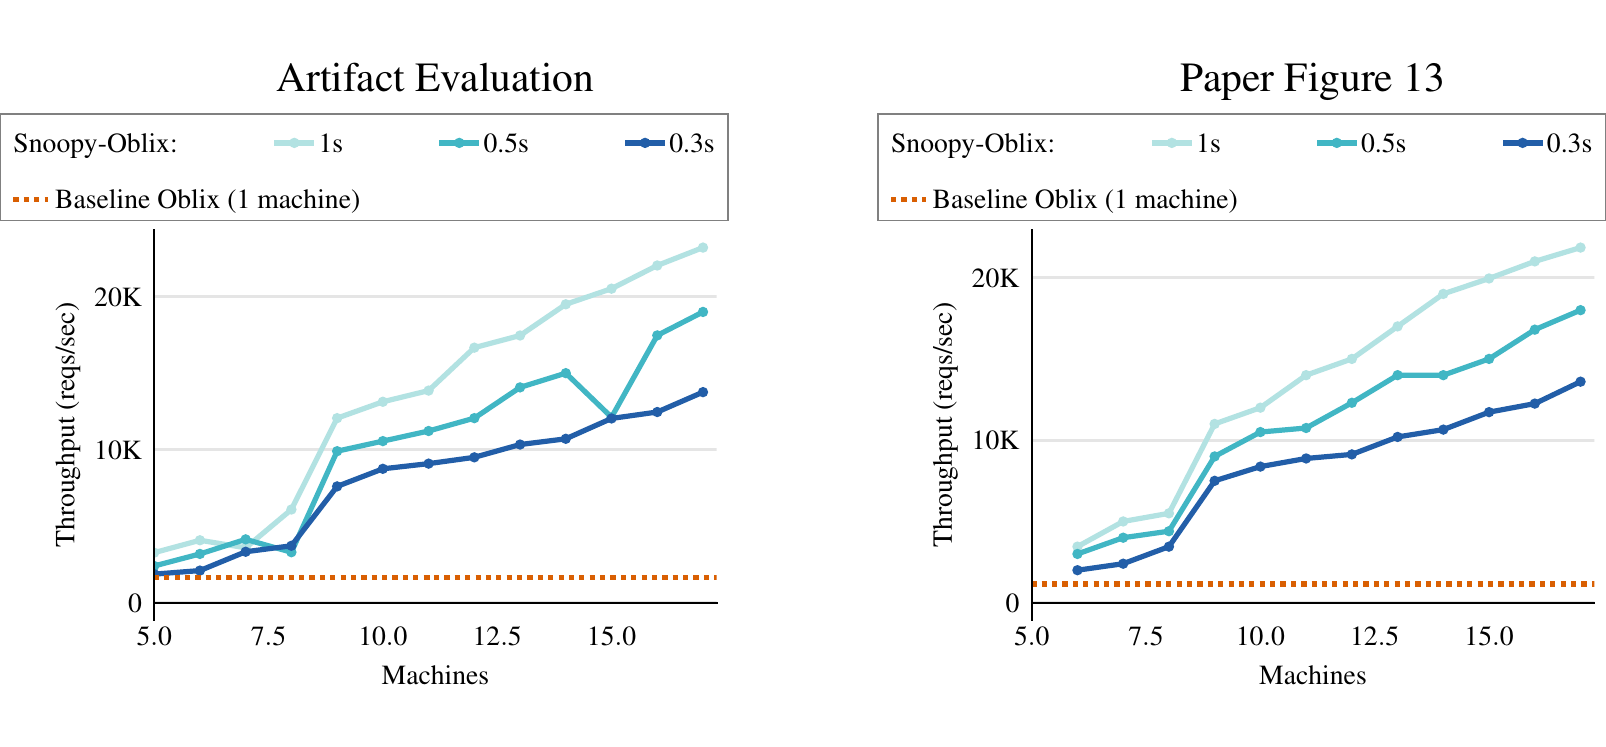 Artifact Evaluation
Snoopy-Oblix: 1s 0.5s 0.3s
Baseline Oblix (1 machine)
Throughput (reqs/sec)
20K
10K
0
5.0 7.5 10.0 12.5 15.0
Machines
Paper Figure 13
Snoopy-Oblix: 1s 0.5s 0.3s
Baseline Oblix (1 machine)
Throughput (reqs/sec)
20K
10K
0
5.0 7.5 10.0 12.5 15.0
Machines